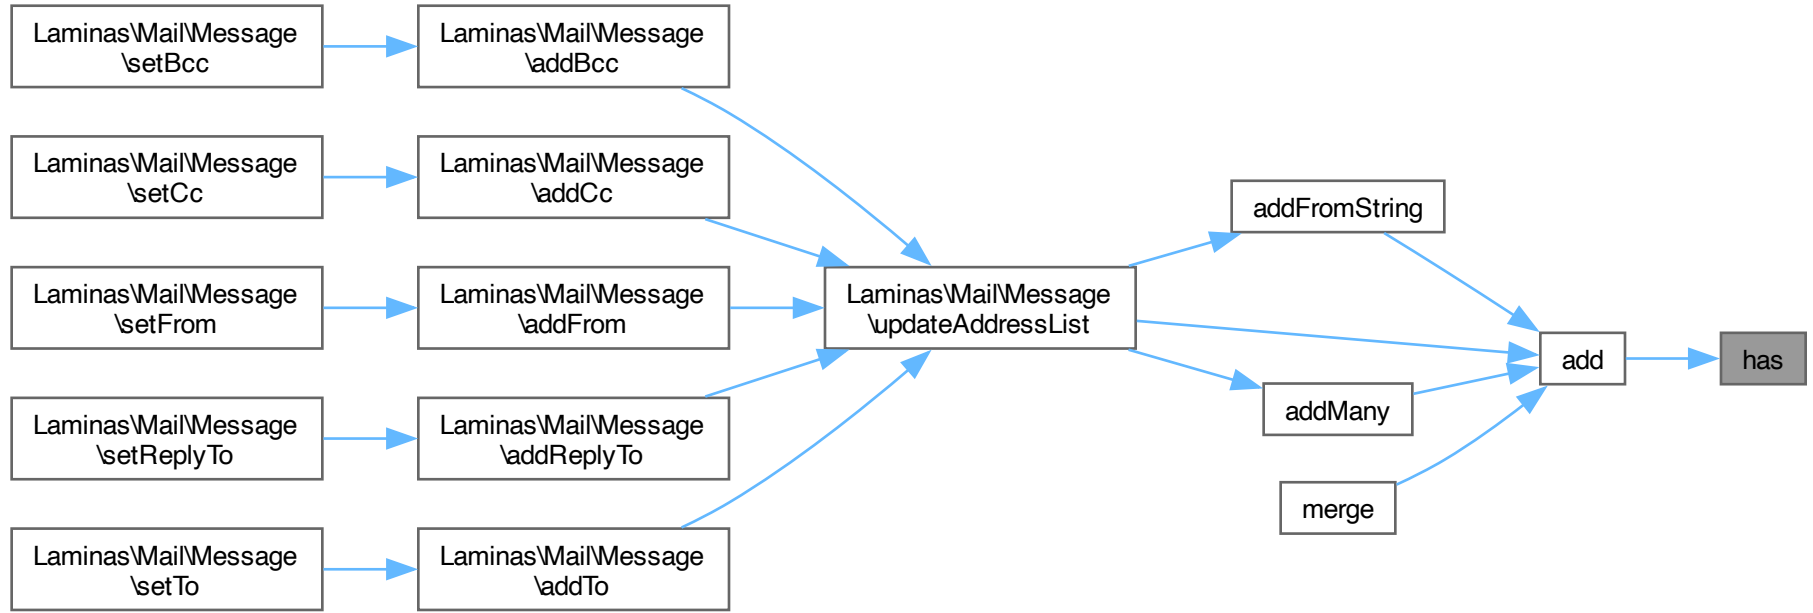 Laminas\Mail\Message
\setBcc
Laminas\Mail\Message
\addBcc
Laminas\Mail\Message
\setCc
Laminas\Mail\Message
\addCc
Laminas\Mail\Message
\setFrom
Laminas\Mail\Message
\addFrom
Laminas\Mail\Message
\setReplyTo
Laminas\Mail\Message
\addReplyTo
Laminas\Mail\Message
\setTo
Laminas\Mail\Message
\addTo
Laminas\Mail\Message
\updateAddressList
addFromString
addMany
merge
add
has